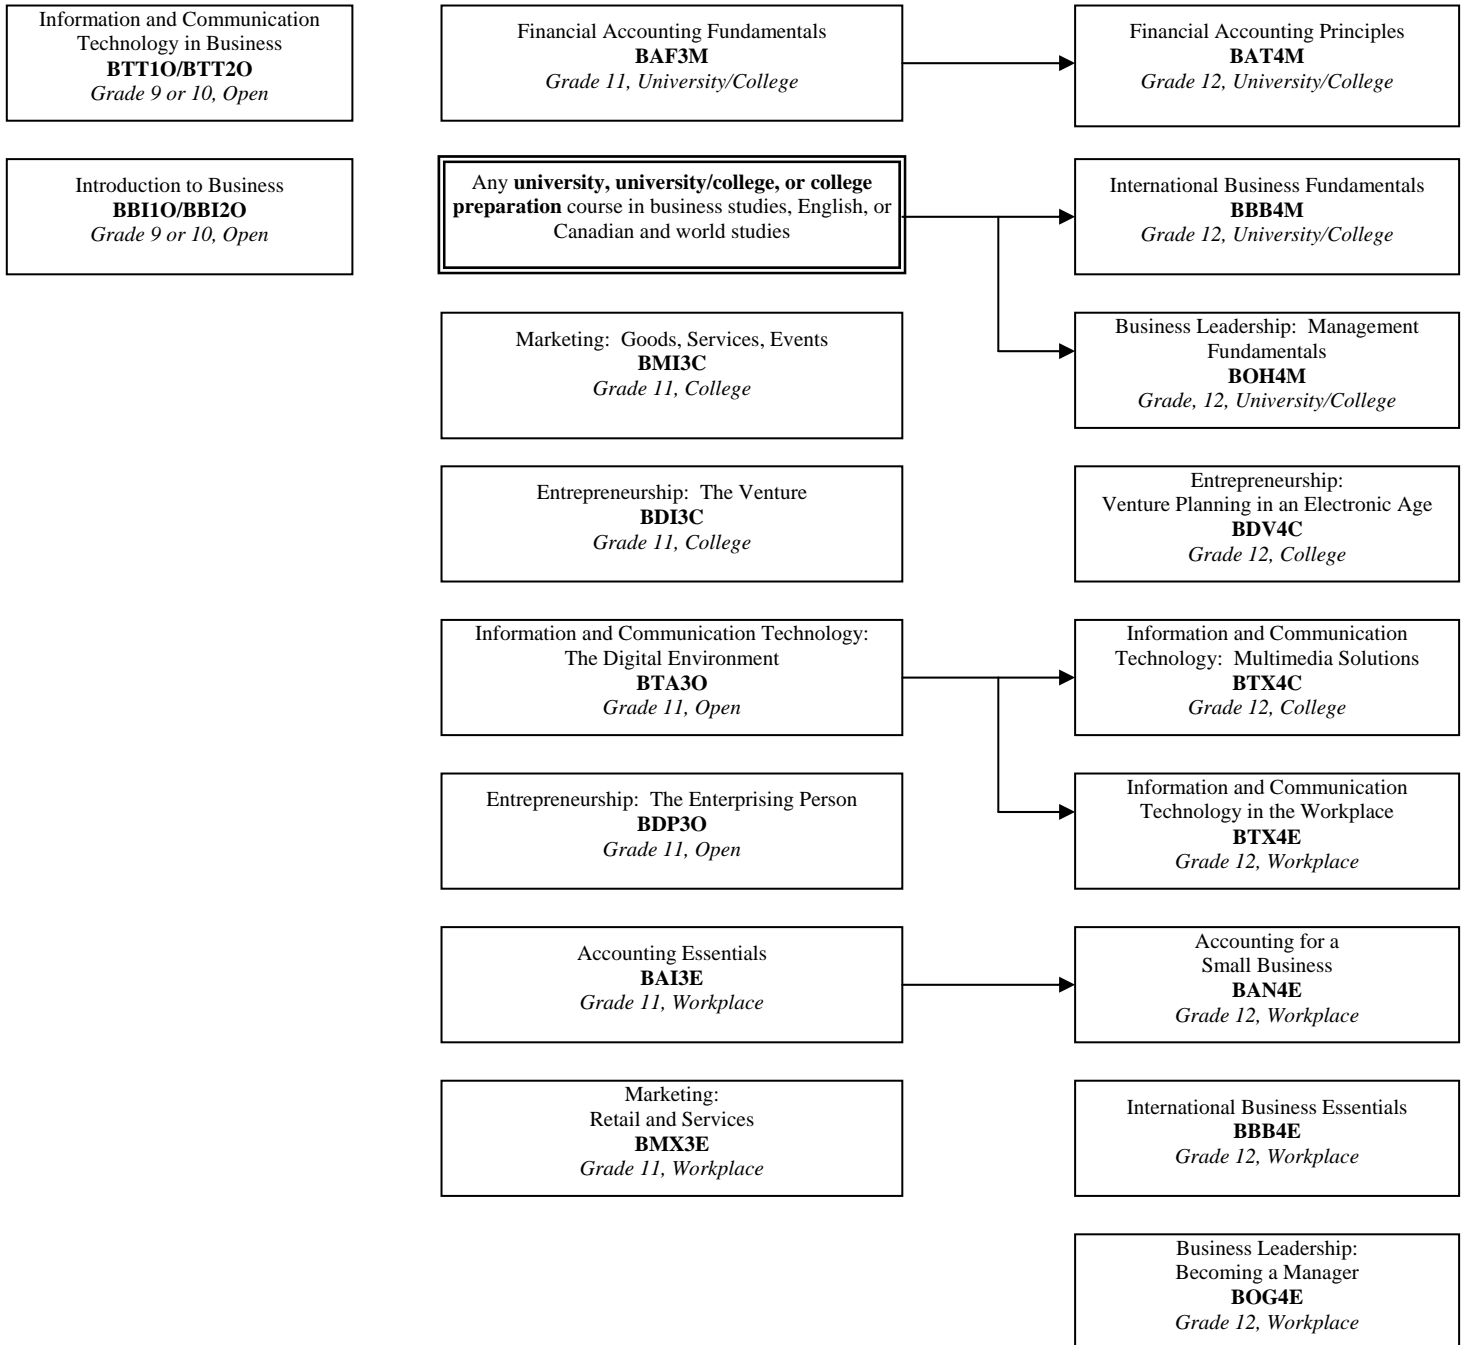 Information and Communication
Technology in Business
BTT1O/BTT2O
Grade 9 or 10, Open
Financial Accounting Fundamentals
BAF3M
Grade 11, University/College
Financial Accounting Principles
BAT4M
Grade 12, University/College
Introduction to Business
BBI1O/BBI2O
Grade 9 or 10, Open
Any university, university/college, or college
preparation course in business studies, English, or
Canadian and world studies
International Business Fundamentals
BBB4M
Grade 12, University/College
Marketing: Goods, Services, Events
BMI3C
Grade 11, College
Business Leadership: Management
Fundamentals
BOH4M
Grade, 12, University/College
Entrepreneurship: The Venture
BDI3C
Grade 11, College
Entrepreneurship:
Venture Planning in an Electronic Age
BDV4C
Grade 12, College
Information and Communication Technology:
The Digital Environment
BTA3O
Grade 11, Open
Information and Communication
Technology: Multimedia Solutions
BTX4C
Grade 12, College
Entrepreneurship: The Enterprising Person
BDP3O
Grade 11, Open
Information and Communication
Technology in the Workplace
BTX4E
Grade 12, Workplace
Accounting Essentials
BAI3E
Grade 11, Workplace
Accounting for a
Small Business
BAN4E
Grade 12, Workplace
Marketing:
Retail and Services
BMX3E
Grade 11, Workplace
International Business Essentials
BBB4E
Grade 12, Workplace
Business Leadership:
Becoming a Manager
BOG4E
Grade 12, Workplace